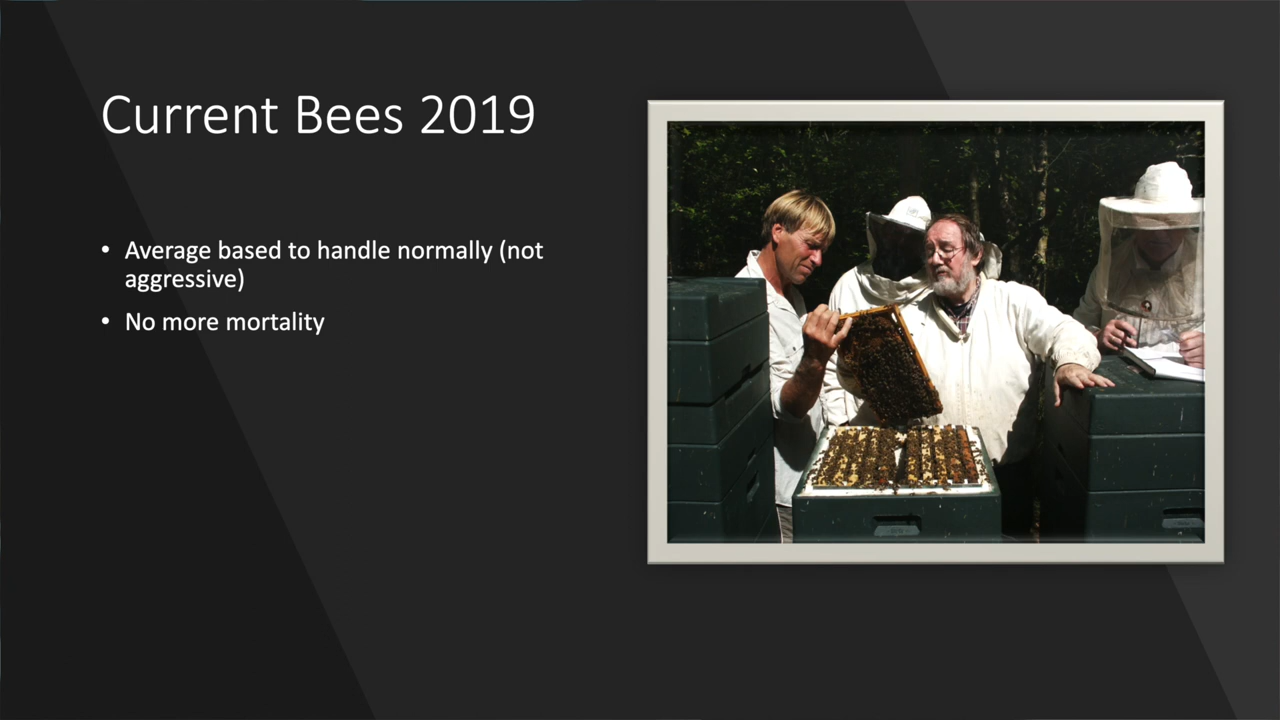 Current Bees 2019
• Average based to handle normally (not
aggressive)
• No more mortality